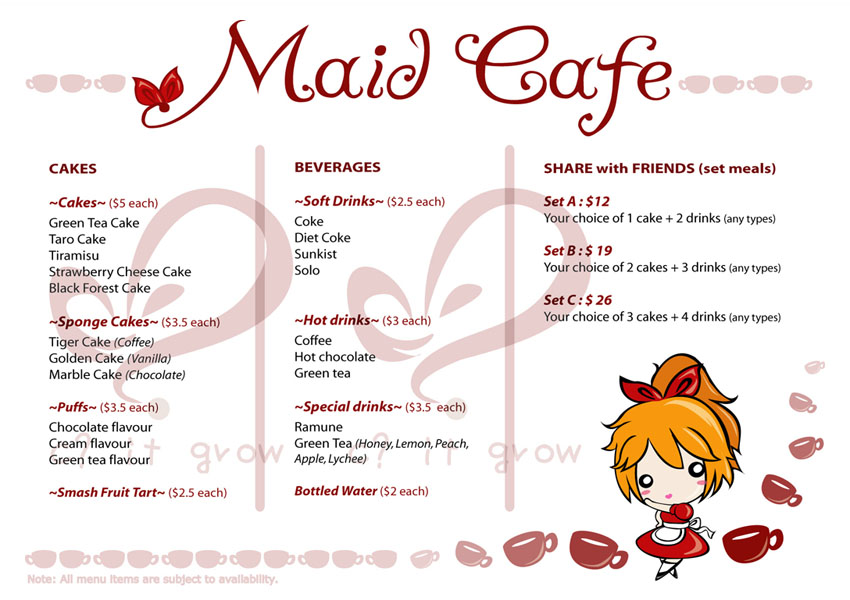 Maid Cafe
CAKES
~Cakes~ ($5 each)
Green Tea Cake
Taro Cake
Tiramisu
Strawberry Cheese Cake
Black Forest Cake
~Sponge Cakes~ ($3.5 each)
Tiger Cake (Coffee)
Golden Cake (Vanilla)
Marble Cake (Chocolate)
~Puffs~ ($3.5 each)
Chocolate flavour
Cream flavour
Green tea flavour
~Smash Fruit Tart~ ($2.5 each)
BEVERAGES
~Soft Drinks~ ($2.5 each)
Coke
Diet Coke
Sunkist
Solo
~Hot drinks~ ($3 each)
Coffee
Hot chocolate
Green tea
~Special drinks~ ($3.5 each)
Ramune
Green Tea (Honey, Lemon, Peach,
Apple, Lychee)
Bottled Water ($2 each)
SHARE with FRIENDS (set meals)
Set A : $12
Your choice of 1 cake + 2 drinks (any types)
Set B : $ 19
Your choice of 2 cakes + 3 drinks (any types)
Set C : $ 26
Your choice of 3 cakes + 4 drinks (any types)
? it grow s? it grow
Note: All menu items are subject to availability.